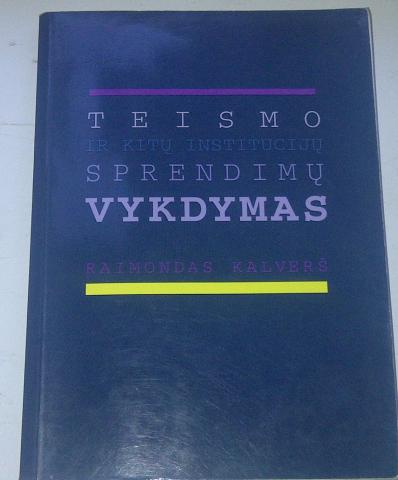 TEISMO
IR KITŲ INSTITUCIJŲ
SPRENDIMŲ
VYKDYMAS
RAIMONDAS KALVERŠ